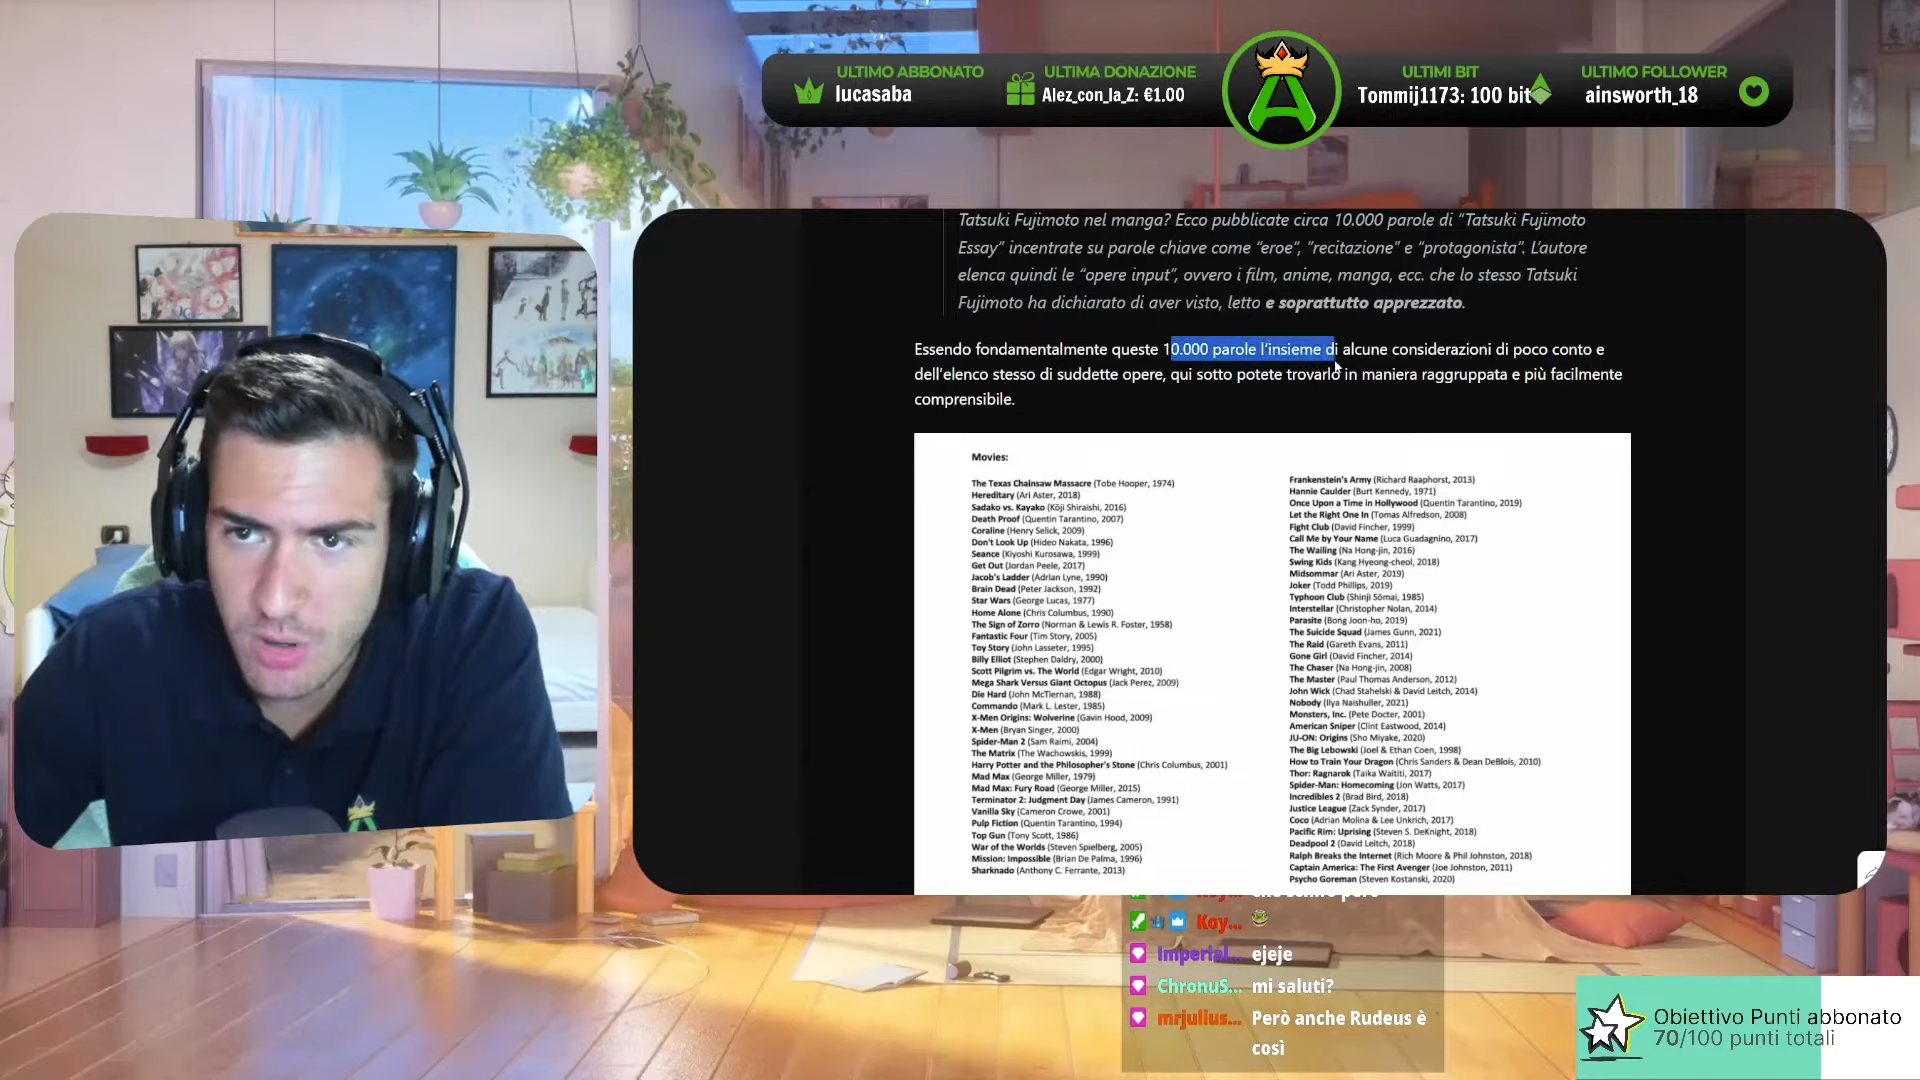 ULTIMO ABBONATO
lucasaba
ULTIMA DONAZIONE
Alez_con_la_Z: €1.00
ULTIMI BIT
Tommij1173: 100 bit
ULTIMO FOLLOWER
ainsworth_18
Tatsuki Fujimoto nel manga? Ecco pubblicate circa 10.000 parole di “Tatsuki Fujimoto
Essay” incentrate su parole chiave come “eroe”, “recitazione” e “protagonista”. L’autore
elenca quindi le “opere input”, ovvero i film, anime, manga, ecc. che lo stesso Tatsuki
Fujimoto ha dichiarato di aver visto, letto e soprattutto apprezzato.
Essendo fondamentalmente queste 10.000 parole l’insieme di alcune considerazioni di poco conto e
dell’elenco stesso di suddette opere, qui sotto potete trovarlo in maniera raggruppata e più facilmente
comprensibile.
Movies:
The Texas Chainsaw Massacre (Tobe Hooper, 1974)
Hereditary (Ari Aster, 2018)
Sadako vs. Kayako (Kōji Shiraishi, 2016)
Death Proof (Quentin Tarantino, 2007)
Coraline (Henry Selick, 2009)
Don't Look Up (Hideo Nakata, 1996)
Seance (Kiyoshi Kurosawa, 1999)
Get Out (Jordan Peele, 2017)
Jacob's Ladder (Adrian Lyne, 1990)
Brain Dead (Peter Jackson, 1992)
Star Wars (George Lucas, 1977)
Home Alone (Chris Columbus, 1990)
The Sign of Zorro (Norman & Lewis R. Foster, 1958)
Fantastic Four (Tim Story, 2005)
Toy Story (John Lasseter, 1995)
Billy Elliot (Stephen Daldry, 2000)
Scott Pilgrim vs. The World (Edgar Wright, 2010)
Mega Shark Versus Giant Octopus (Jack Perez, 2009)
Die Hard (John McTiernan, 1988)
Commando (Mark L. Lester, 1985)
X-Men Origins: Wolverine (Gavin Hood, 2009)
X-Men (Bryan Singer, 2000)
Spider-Man 2 (Sam Raimi, 2004)
The Matrix (The Wachowskis, 1999)
Harry Potter and the Philosopher's Stone (Chris Columbus, 2001)
Mad Max (George Miller, 1979)
Mad Max: Fury Road (George Miller, 2015)
Terminator 2: Judgment Day (James Cameron, 1991)
Vanilla Sky (Cameron Crowe, 2001)
Pulp Fiction (Quentin Tarantino, 1994)
Top Gun (Tony Scott, 1986)
War of the Worlds (Steven Spielberg, 2005)
Mission: Impossible (Brian De Palma, 1996)
Sharknado (Anthony C. Ferrante, 2013)
Frankenstein's Army (Richard Raaphorst, 2013)
Hannie Caulder (Burt Kennedy, 1971)
Once Upon a Time in Hollywood (Quentin Tarantino, 2019)
Let the Right One In (Tomas Alfredson, 2008)
Fight Club (David Fincher, 1999)
Call Me by Your Name (Luca Guadagnino, 2017)
The Wailing (Na Hong-jin, 2016)
Swing Kids (Kang Hyeong-cheol, 2018)
Midsommar (Ari Aster, 2019)
Joker (Todd Phillips, 2019)
Typhoon Club (Shinji Sōmai, 1985)
Interstellar (Christopher Nolan, 2014)
Parasite (Bong Joon-ho, 2019)
The Suicide Squad (James Gunn, 2021)
The Raid (Gareth Evans, 2011)
Gone Girl (David Fincher, 2014)
The Chaser (Na Hong-jin, 2008)
The Master (Paul Thomas Anderson, 2012)
John Wick (Chad Stahelski & David Leitch, 2014)
Nobody (Ilya Naishuller, 2021)
Monsters, Inc. (Pete Docter, 2001)
American Sniper (Clint Eastwood, 2014)
JU-ON: Origins (Sho Miyake, 2020)
The Big Lebowski (Joel & Ethan Coen, 1998)
How to Train Your Dragon (Chris Sanders & Dean DeBlois, 2010)
Thor: Ragnarok (Taika Waititi, 2017)
Spider-Man: Homecoming (Jon Watts, 2017)
Incredibles 2 (Brad Bird, 2018)
Justice League (Zack Synder, 2017)
Coco (Adrian Molina & Lee Unkrich, 2017)
Pacific Rim: Uprising (Steven S. DeKnight, 2018)
Deadpool 2 (David Leitch, 2018)
Ralph Breaks the Internet (Rich Moore & Phil Johnston, 2018)
Captain America: The First Avenger (Joe Johnston, 2011)
Psycho Goreman (Steven Kostanski, 2020)
Koy...
Imperial... ejeje
ChronuS... mi saluti?
mrjulius... Però anche Rudeus è
così
Obiettivo Punti abbonato
70/100 punti totali